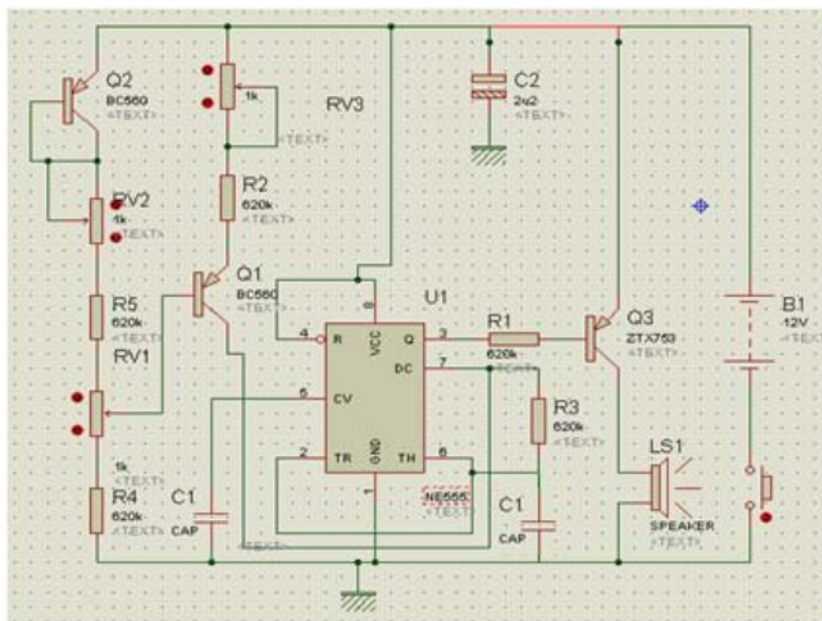 Q2
BC560
<TEXT>
1k
<TEXT>
RV3
C2
2u2
<TEXT>
RV2
1k
<TEXT>
R2
620k
<TEXT>
Q1
BC560
<TEXT>
R5
620k
<TEXT>
RV1
1k
<TEXT>
R4
620k
<TEXT>
C1
CAP
<TEXT>
U1
8
VCC
4
R
Q
3
DC
7
5
CV
2
TR
GND
TH
6
1
NE555
<TEXT>
R1
620k
<TEXT>
Q3
ZTX753
<TEXT>
R3
620k
<TEXT>
C1
CAP
LS1
SPEAKER
<TEXT>
B1
12V
<TEXT